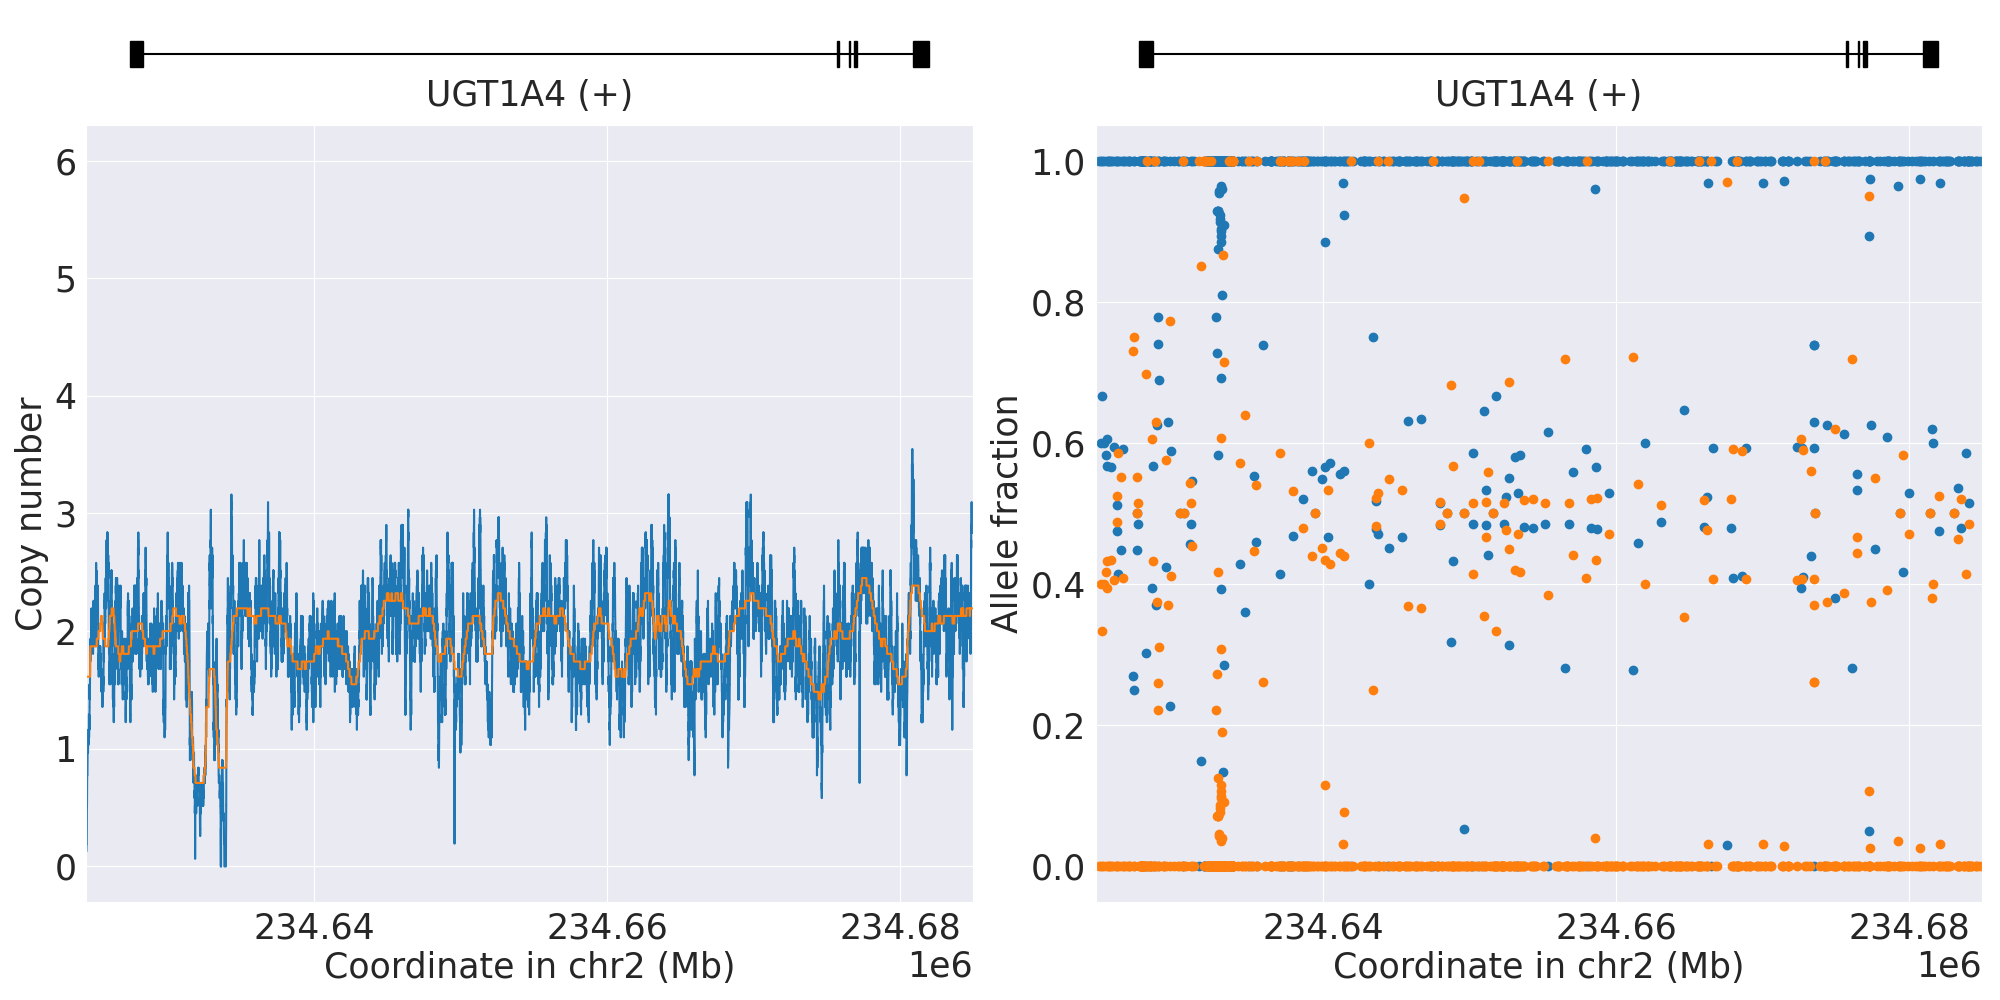 UGT1A4 (+)
6
5
4
3
2
1
0
Copy number
234.64 234.66 234.68
Coordinate in chr2 (Mb) 1e6
UGT1A4 (+)
1.0
0.8
0.6
0.4
0.2
0.0
Allele fraction
234.64 234.66 234.68
Coordinate in chr2 (Mb) 1e6